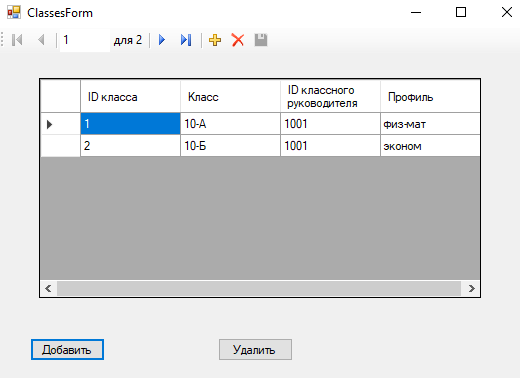 ClassesForm
1 для 2
ID класса Класс ID классного руководителя Профиль
1 10-А 1001 физ-мат
2 10-Б 1001 эконом
Добавить Удалить